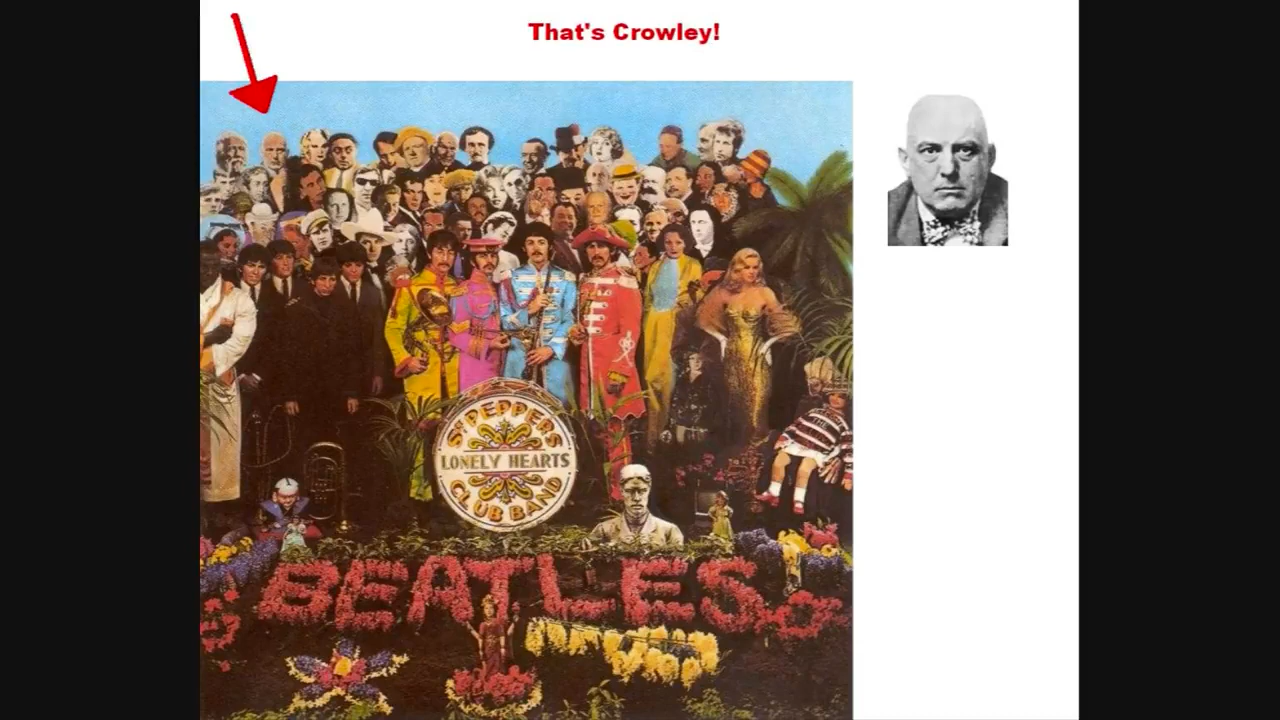 That's Crowley!
SGT PEPPERS
LONELY HEARTS
CLUB BAND
BEATLES